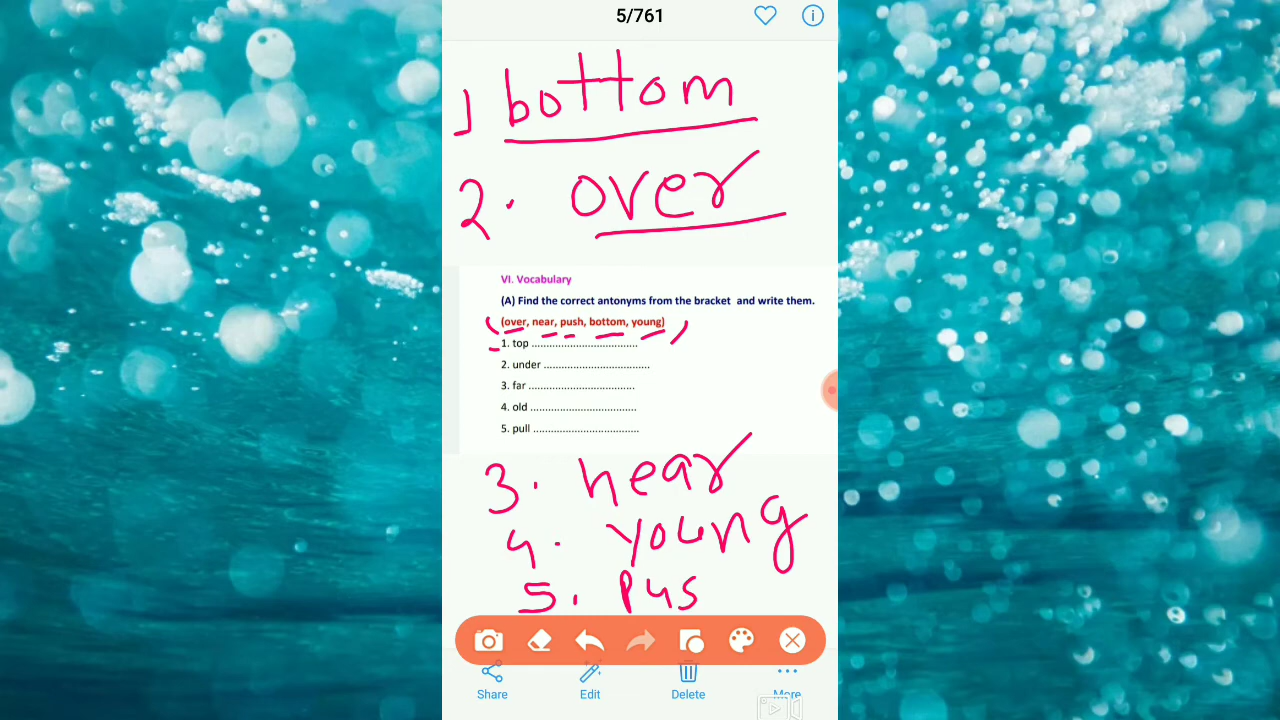 5/761
1 bottom
2. over
VI. Vocabulary
(A) Find the correct antonyms from the bracket and write them.
(over, near, push, bottom, young)
1. top ....................................
2. under ....................................
3. far ....................................
4. old ....................................
5. pull ....................................
3. near
4. young
5. Pus
Share Edit Delete More